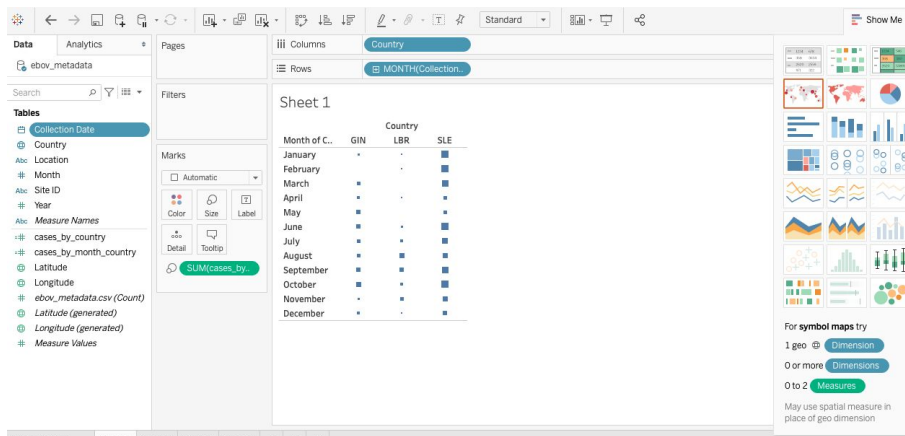 Standard
Show Me
Data
Analytics
ebov_metadata
Search
Tables
Collection Date
Country
Abc Location
Month
Abc Site ID
Year
Abc Measure Names
cases_by_country
cases_by_month_country
Latitude
Longitude
ebov_metadata.csv (Count)
Latitude (generated)
Longitude (generated)
Measure Values
Pages
Filters
Marks
Automatic
Color Size Label
Detail Tooltip
SUM(cases_by..
Columns
Country
Rows
MONTH(Collection..
Sheet 1
Country
Month of C.. GIN LBR SLE
January
February
March
April
May
June
July
August
September
October
November
December
For symbol maps try
1 geo Dimension
0 or more Dimensions
0 to 2 Measures
May use spatial measure in
place of geo dimension